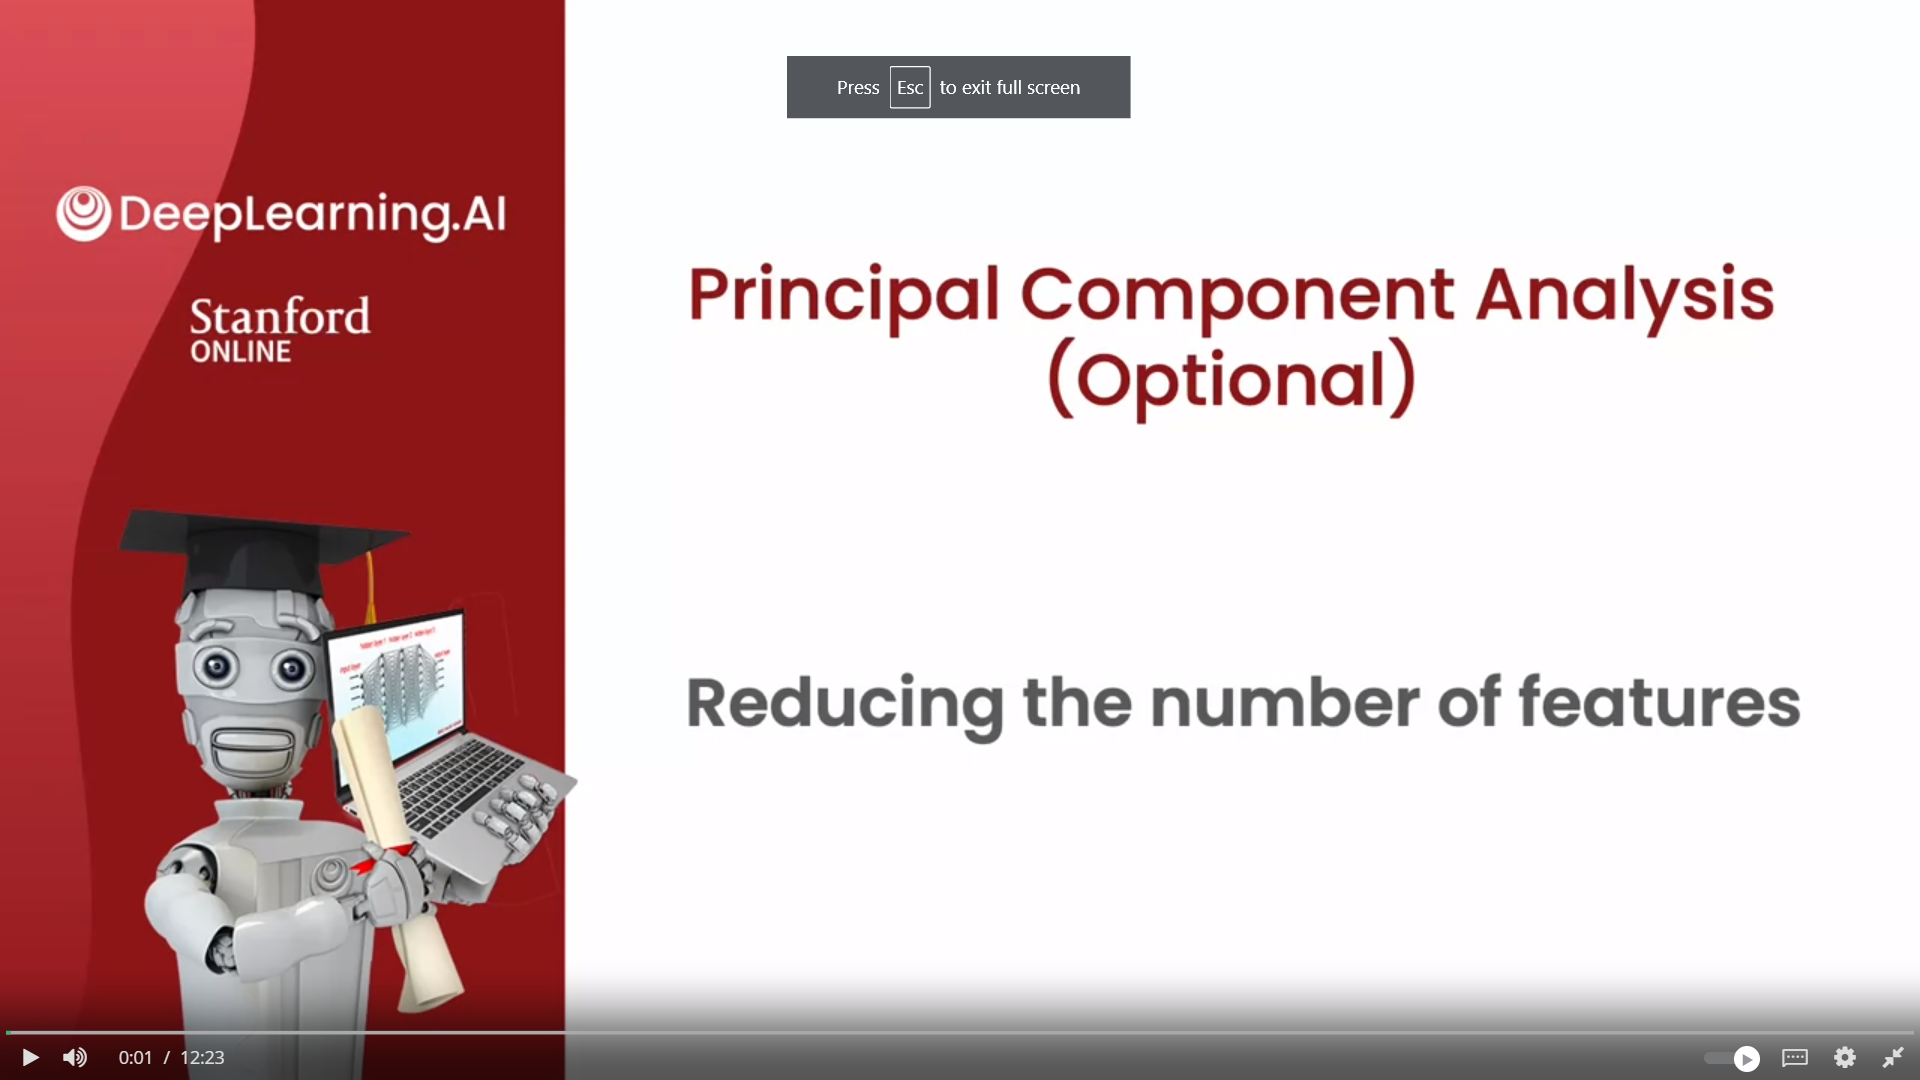 Press Esc to exit full screen
DeepLearning.AI
Stanford
ONLINE
Principal Component Analysis
(Optional)
Reducing the number of features
0:01 / 12:23